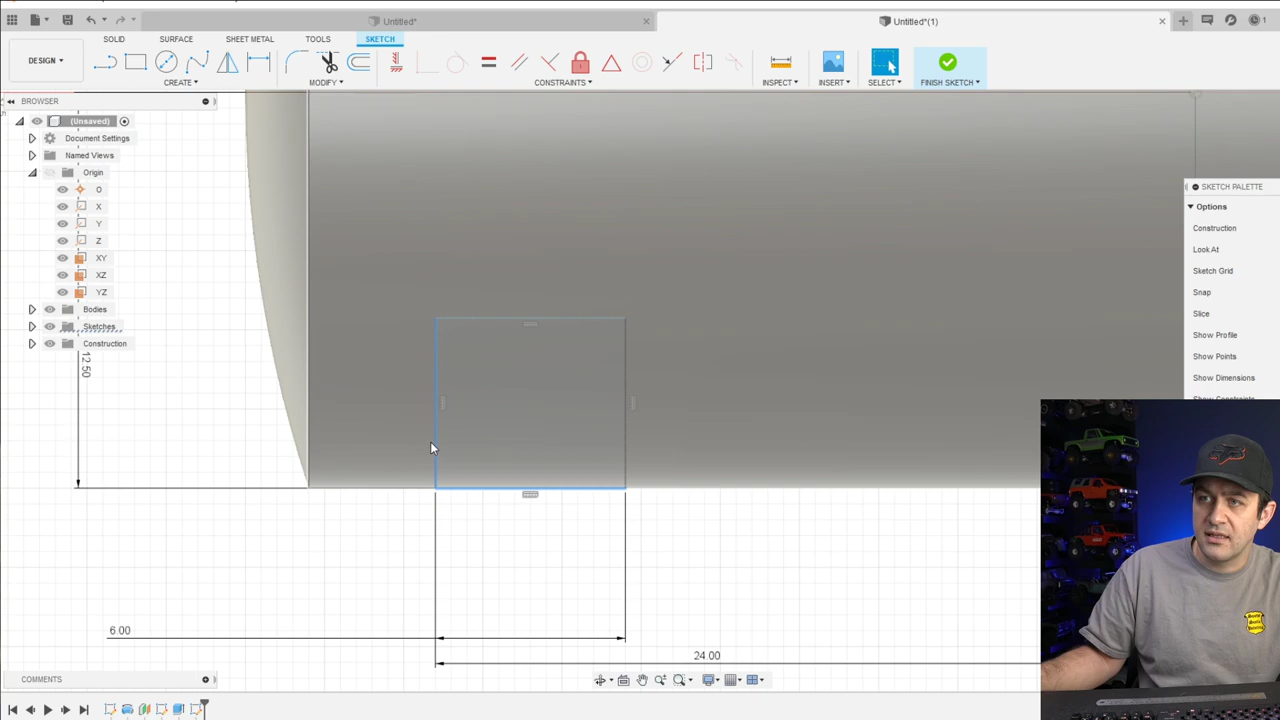 Untitled*
Untitled*(1)
1
SOLID
SURFACE
SHEET METAL
TOOLS
SKETCH
DESIGN
CREATE
MODIFY
CONSTRAINTS
INSPECT
INSERT
SELECT
FINISH SKETCH
BROWSER
(Unsaved)
Document Settings
Named Views
Origin
O
X
Y
Z
XY
XZ
YZ
Bodies
Sketches
Construction
12.50
SKETCH PALETTE
Options
Construction
Look At
Sketch Grid
Snap
Slice
Show Profile
Show Points
Show Dimensions
6.00
24.00
COMMENTS